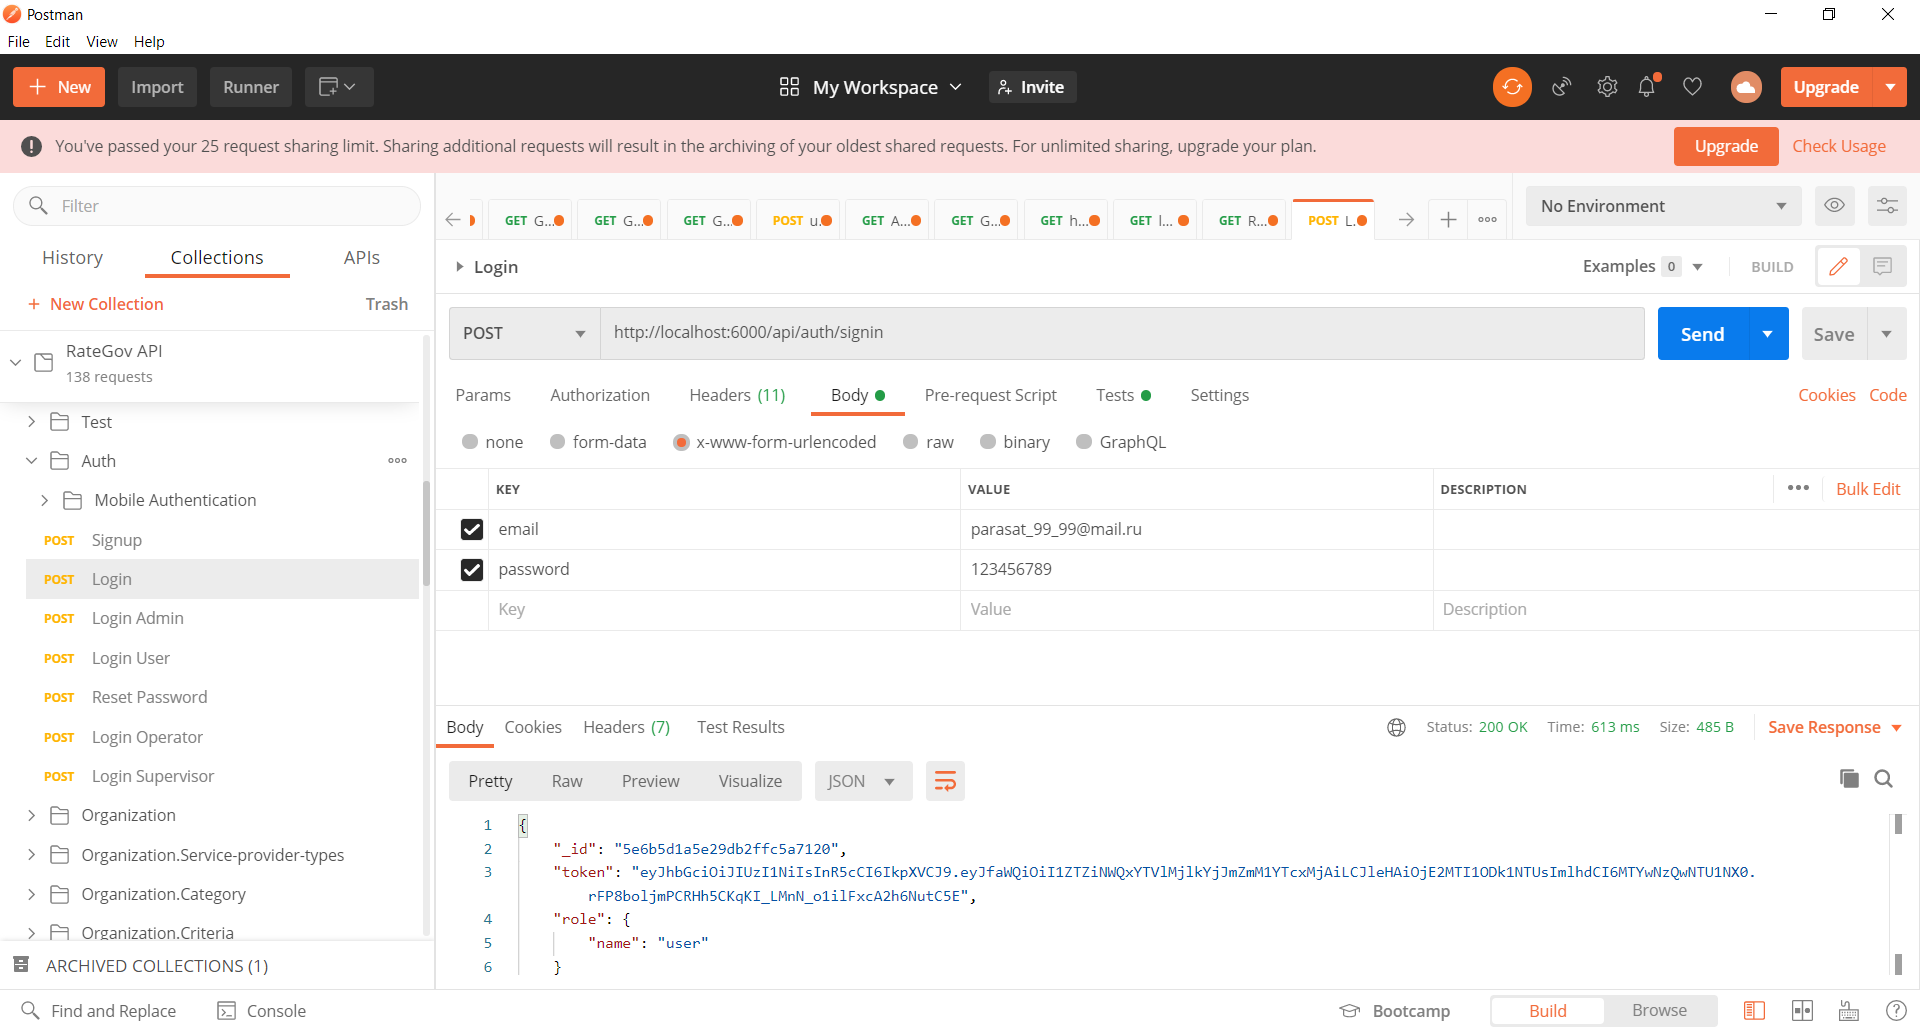 Postman
File Edit View Help
New Import Runner My Workspace Invite Upgrade
You've passed your 25 request sharing limit. Sharing additional requests will result in the archiving of your oldest shared requests. For unlimited sharing, upgrade your plan. Upgrade Check Usage
Filter
History Collections APIs
+ New Collection Trash
RateGov API
138 requests
Test
Auth
Mobile Authentication
POST Signup
POST Login
POST Login Admin
POST Login User
POST Reset Password
POST Login Operator
POST Login Supervisor
Organization
Organization.Service-provider-types
Organization.Category
Organization.Criteria
ARCHIVED COLLECTIONS (1)
GET G... GET G... GET G... POST u. GET A... GET G... GET h... GET l... GET R... POST L.
No Environment
Login Examples 0 BUILD
POST http://localhost:6000/api/auth/signin Send Save
Params Authorization Headers (11) Body Pre-request Script Tests Settings Cookies Code
none form-data x-www-form-urlencoded raw binary GraphQL
KEY VALUE DESCRIPTION Bulk Edit
email parasat_99_99@mail.ru
password 123456789
Key Value Description
Body Cookies Headers (7) Test Results Status: 200 OK Time: 613 ms Size: 485 B Save Response
Pretty Raw Preview Visualize JSON
1 {
2 "_id": "5e6b5d1a5e29db2ffc5a7120",
3 "token": "eyJhbGciOiJIUzI1NiIsInR5cCI6IkpXVCJ9.eyJfaWQiOiI1ZTZiNWQxYTVlMjlkYjJmZmM1YTcxMjAiLCJleHAiOjE2MTI1ODk1NTUsImlhdCI6MTYwNzQwNTU1NX0.
rFP8boljmPCRHh5CKqKI_LMnN_o1ilFxcA2h6NutC5E",
4 "role": {
5 "name": "user"
6 }
Find and Replace Console Bootcamp Build Browse